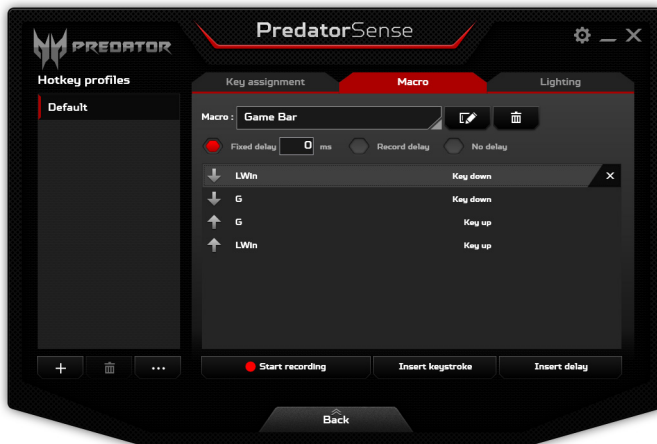 PredatorSense
PREDATOR
Hotkey profiles
Key assignment Macro Lighting
Default
Macro : Game Bar
Fixed delay 0 ms Record delay No delay
LWin Key down
G Key down
G Key up
LWin Key up
Start recording Insert keystroke Insert delay
Back